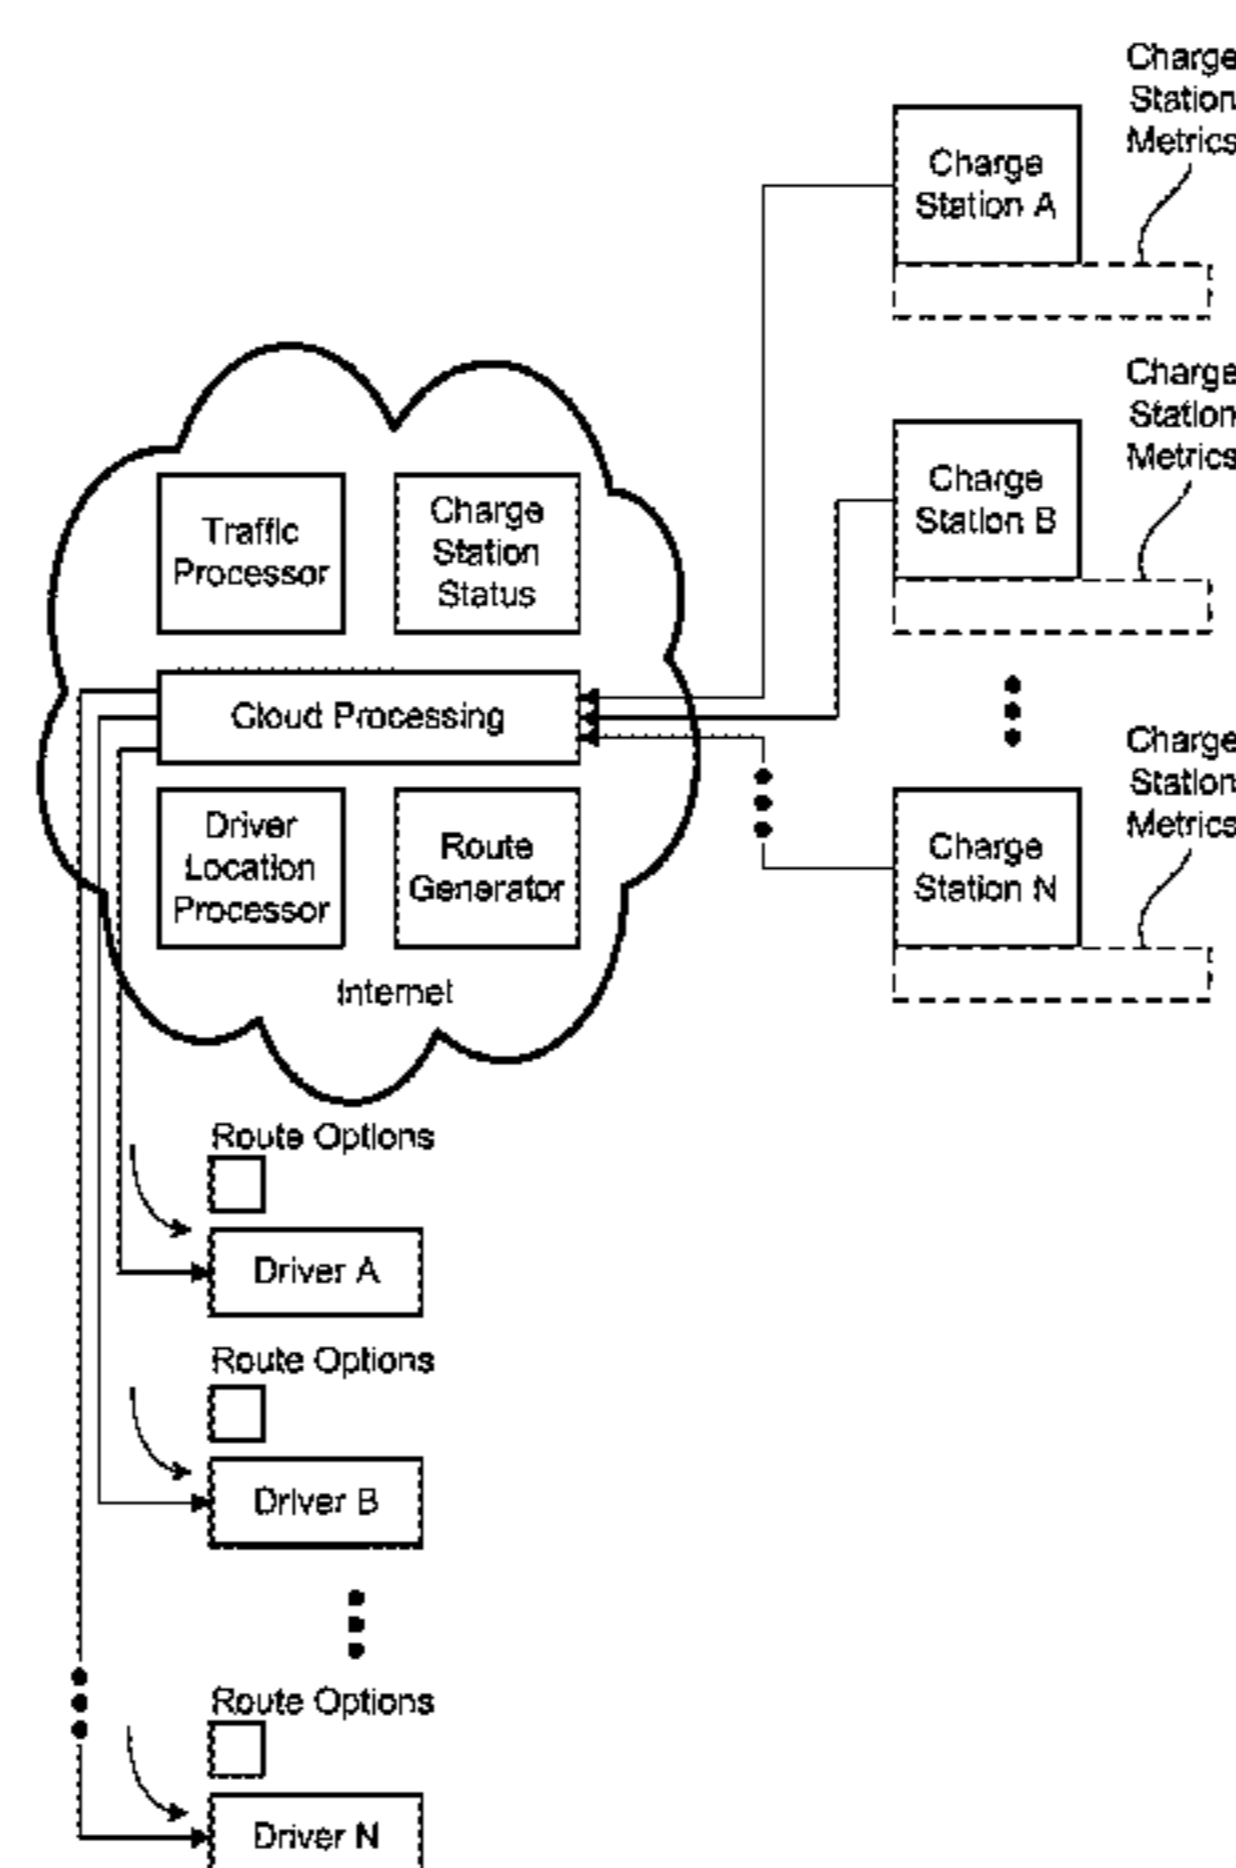 Charge
Station
Metrics
Charge
Station A
Charge
Station
Metrics
Charge
Station B
Traffic
Processor
Charge
Station
Status
Cloud Processing
Charge
Station
Metrics
Charge
Station N
Driver
Location
Processor
Route
Generator
Internet
Route Options
Driver A
Route Options
Driver B
Route Options
Driver N